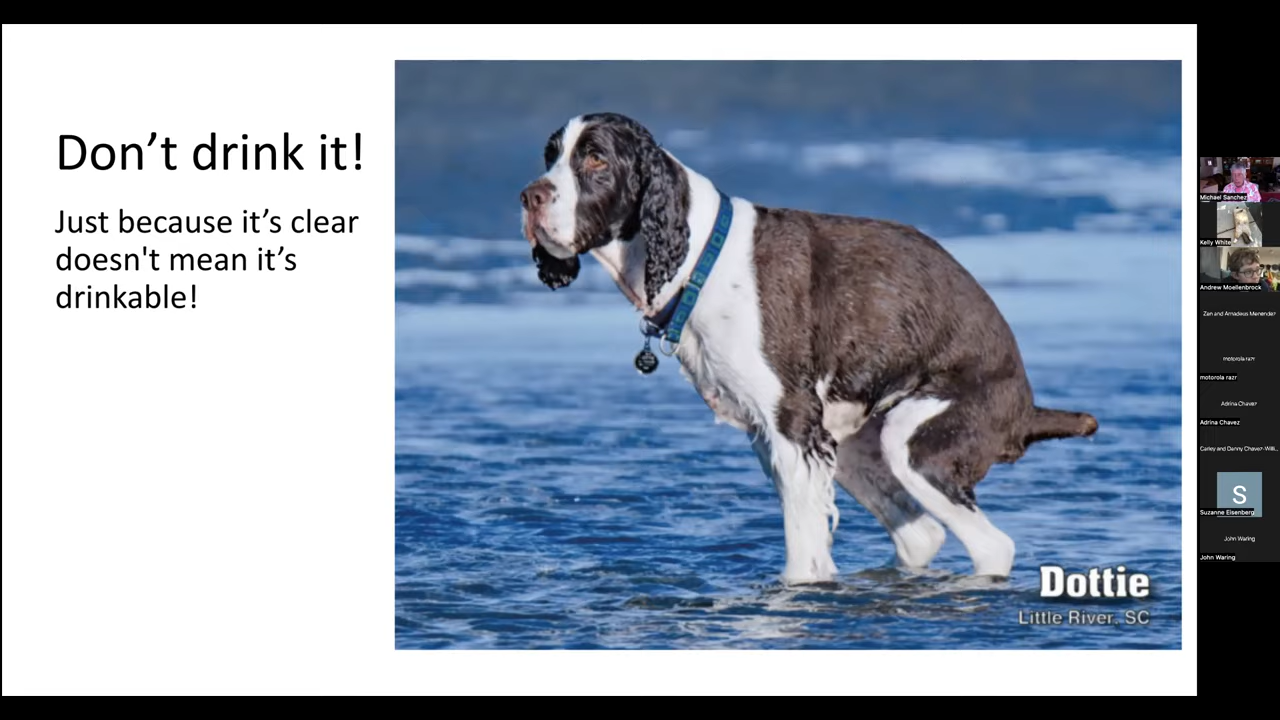 Don’t drink it!
Just because it’s clear
doesn't mean it’s
drinkable!
Dottie
Little River, SC
Michael Sanchez
Kelly White
Andrew Moellenbrock
Zen and Amadeus Menender
motorola razr
motorola razr
Adrina Chavez
Adrina Chavez
Carley and Danny Chavez-Willi...
S
Suzanne Eisenberg
John Waring
John Waring